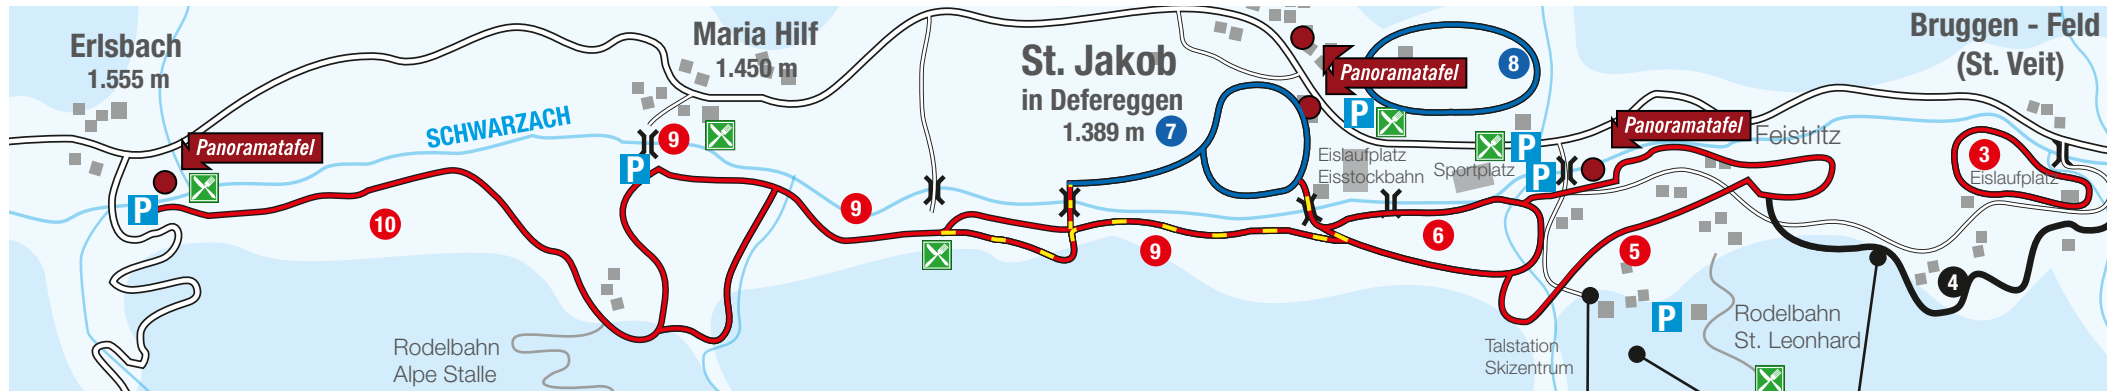 Erlsbach
1.555 m
Panoramatafel
P
10
SCHWARZACH
Rodelbahn
Alpe Stalle
Maria Hilf
1.450 m
9
P
9
St. Jakob
in Defereggen
1.389 m
7
9
Panoramatafel
8
P
Eislaufplatz
Eisstockbahn
Sportplatz
P
P
6
Panoramatafel
Feistritz
5
Talstation
Skizentrum
P
Rodelbahn
St. Leonhard
4
Bruggen - Feld
(St. Veit)
3
Eislaufplatz